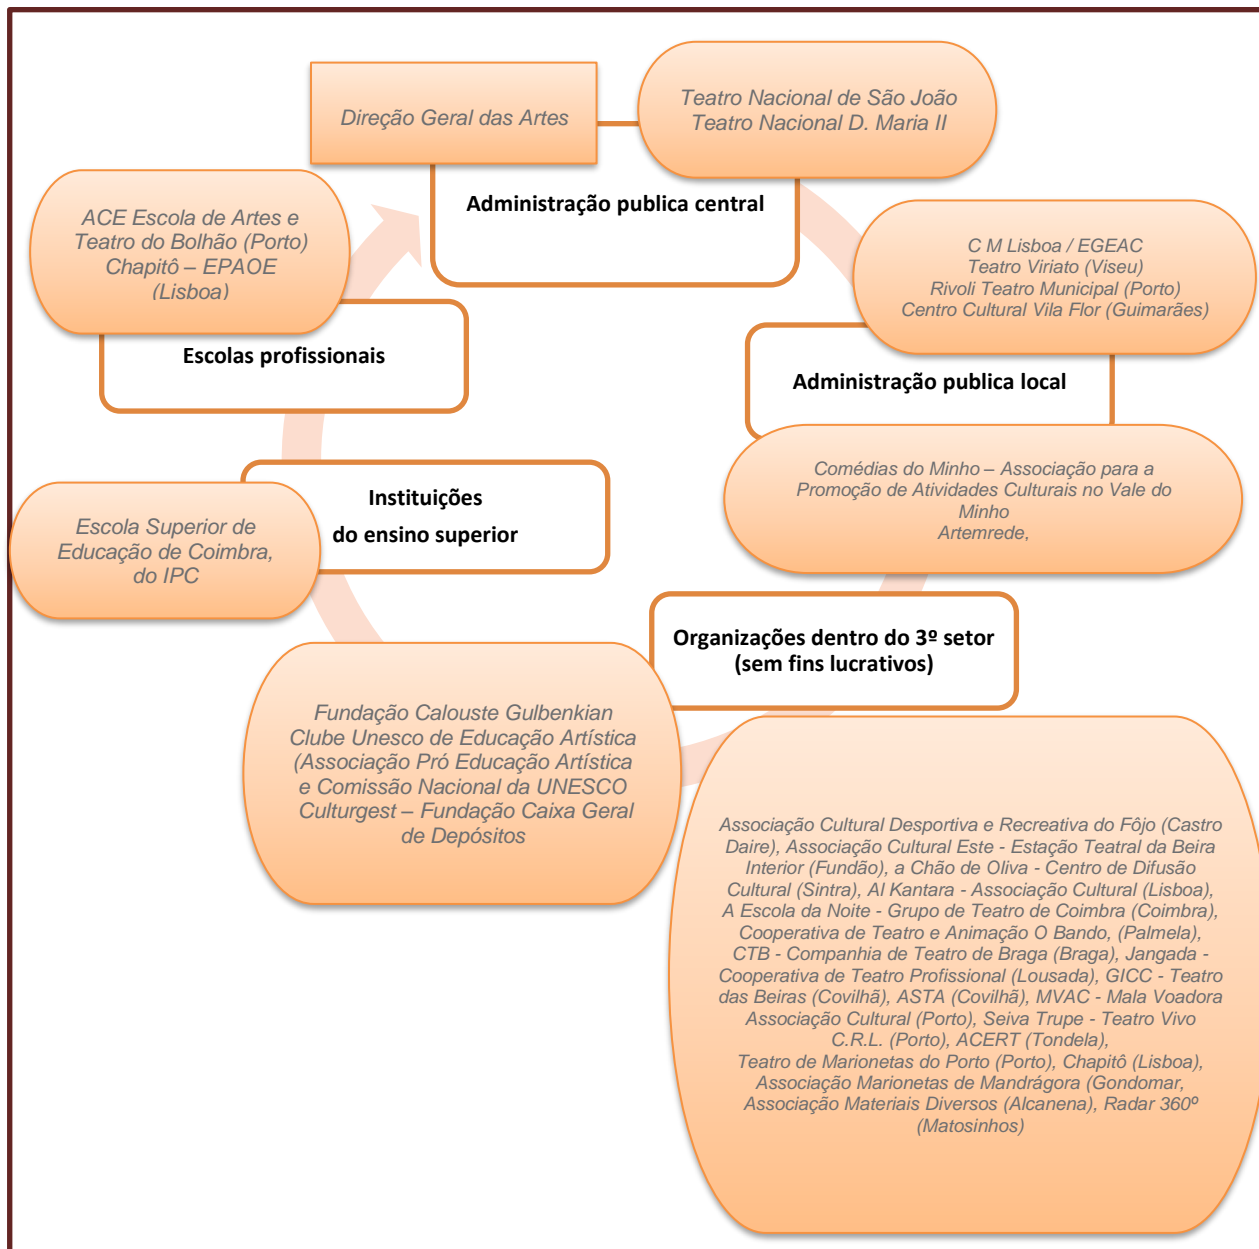 Direção Geral das Artes
Teatro Nacional de São João
Teatro Nacional D. Maria II
Administração publica central
ACE Escola de Artes e
Teatro do Bolhão (Porto)
Chapitô – EPAOE
(Lisboa)
Escolas profissionais
C M Lisboa / EGEAC
Teatro Viriato (Viseu)
Rivoli Teatro Municipal (Porto)
Centro Cultural Vila Flor (Guimarães)
Administração publica local
Comédias do Minho – Associação para a
Promoção de Atividades Culturais no Vale do
Minho
Artemrede,
Instituições
do ensino superior
Escola Superior de
Educação de Coimbra,
do IPC
Organizações dentro do 3º setor
(sem fins lucrativos)
Fundação Calouste Gulbenkian
Clube Unesco de Educação Artística
(Associação Pró Educação Artística
e Comissão Nacional da UNESCO
Culturgest – Fundação Caixa Geral
de Depósitos
Associação Cultural Desportiva e Recreativa do Fôjo (Castro
Daire), Associação Cultural Este - Estação Teatral da Beira
Interior (Fundão), a Chão de Oliva - Centro de Difusão
Cultural (Sintra), Al Kantara - Associação Cultural (Lisboa),
A Escola da Noite - Grupo de Teatro de Coimbra (Coimbra),
Cooperativa de Teatro e Animação O Bando, (Palmela),
CTB - Companhia de Teatro de Braga (Braga), Jangada -
Cooperativa de Teatro Profissional (Lousada), GICC - Teatro
das Beiras (Covilhã), ASTA (Covilhã), MVAC - Mala Voadora
Associação Cultural (Porto), Seiva Trupe - Teatro Vivo
C.R.L. (Porto), ACERT (Tondela),
Teatro de Marionetas do Porto (Porto), Chapitô (Lisboa),
Associação Marionetas de Mandrágora (Gondomar,
Associação Materiais Diversos (Alcanena), Radar 360º
(Matosinhos)